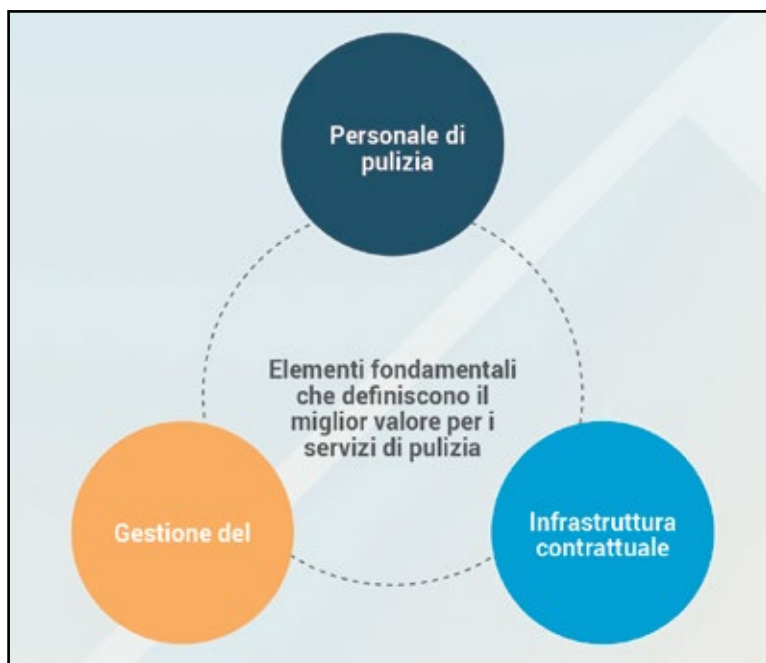 Personale di
pulizia
Elementi fondamentali
che definiscono il
miglior valore per i
servizi di pulizia
Gestione del
Infrastruttura
contrattuale